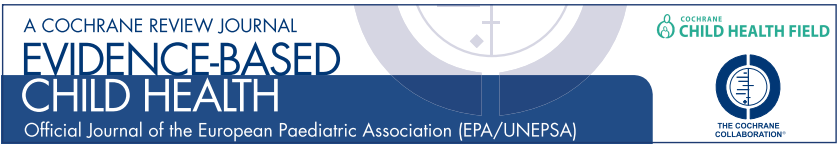 A COCHRANE REVIEW JOURNAL
EVIDENCE-BASED
CHILD HEALTH
Official Journal of the European Paediatric Association (EPA/UNEPSA)
COCHRANE
CHILD HEALTH FIELD
THE COCHRANE
COLLABORATION®